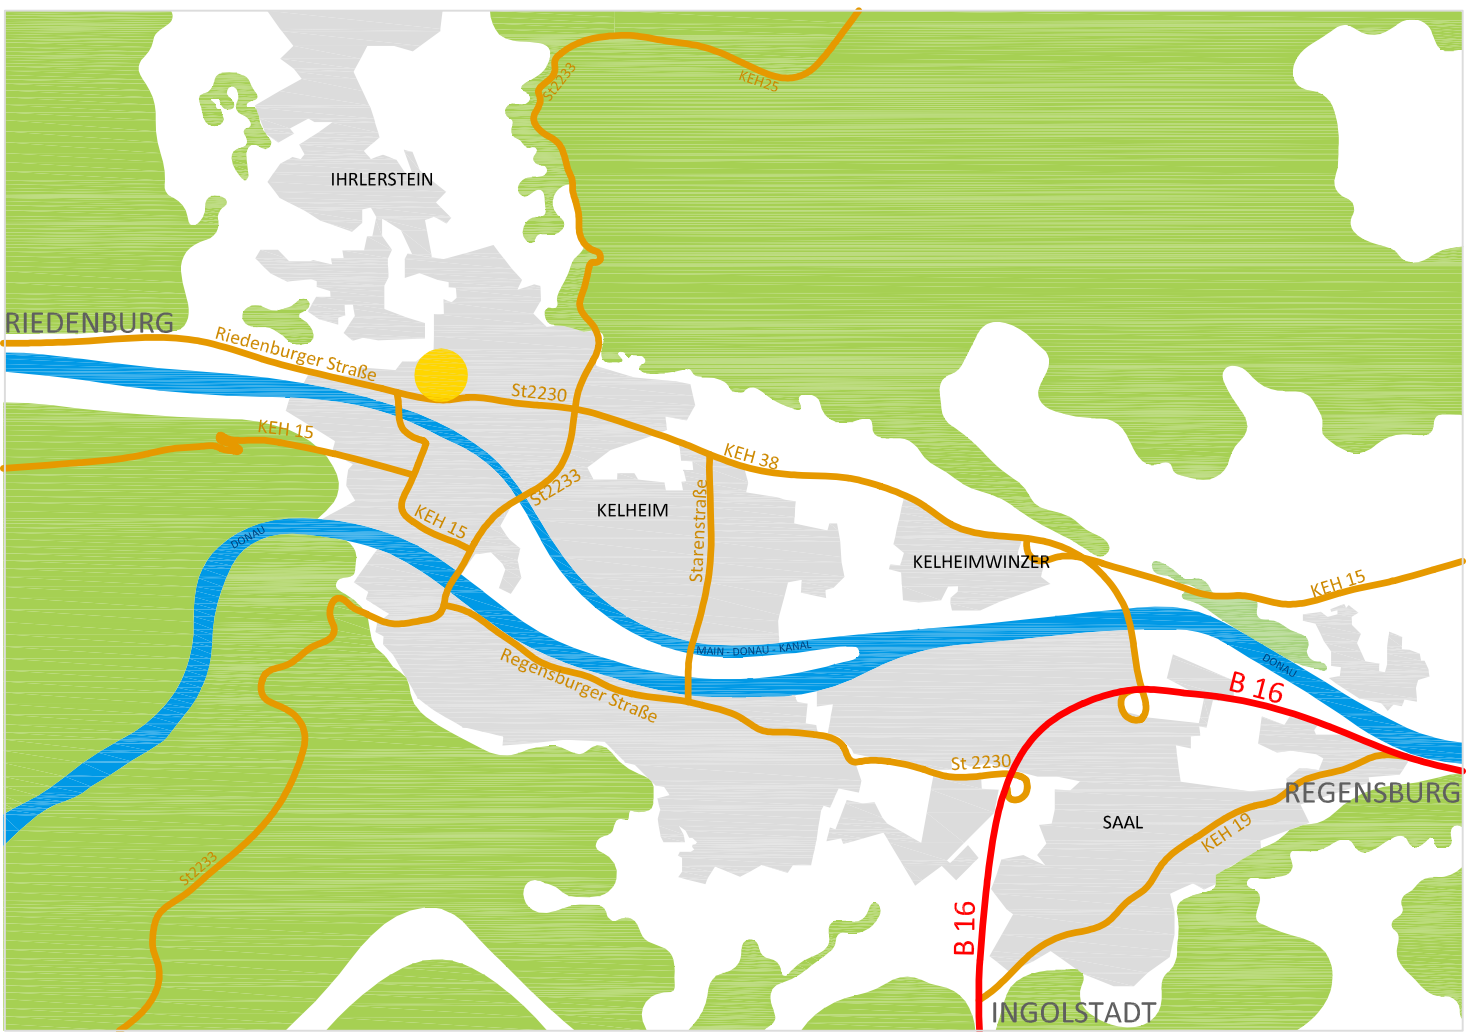 St2233
KEH25
IHRLERSTEIN
RIEDENBURG
Riedenburger Straße
St2230
KEH 15
KEH 38
St2233
Starenstraße
KELHEIM
KEH 15
DONAU
KELHEIMWINZER
KEH 15
MAIN - DONAU - KANAL
Regensburger Straße
DONAU
B 16
St 2230
REGENSBURG
SAAL
KEH 19
St2233
B 16
INGOLSTADT